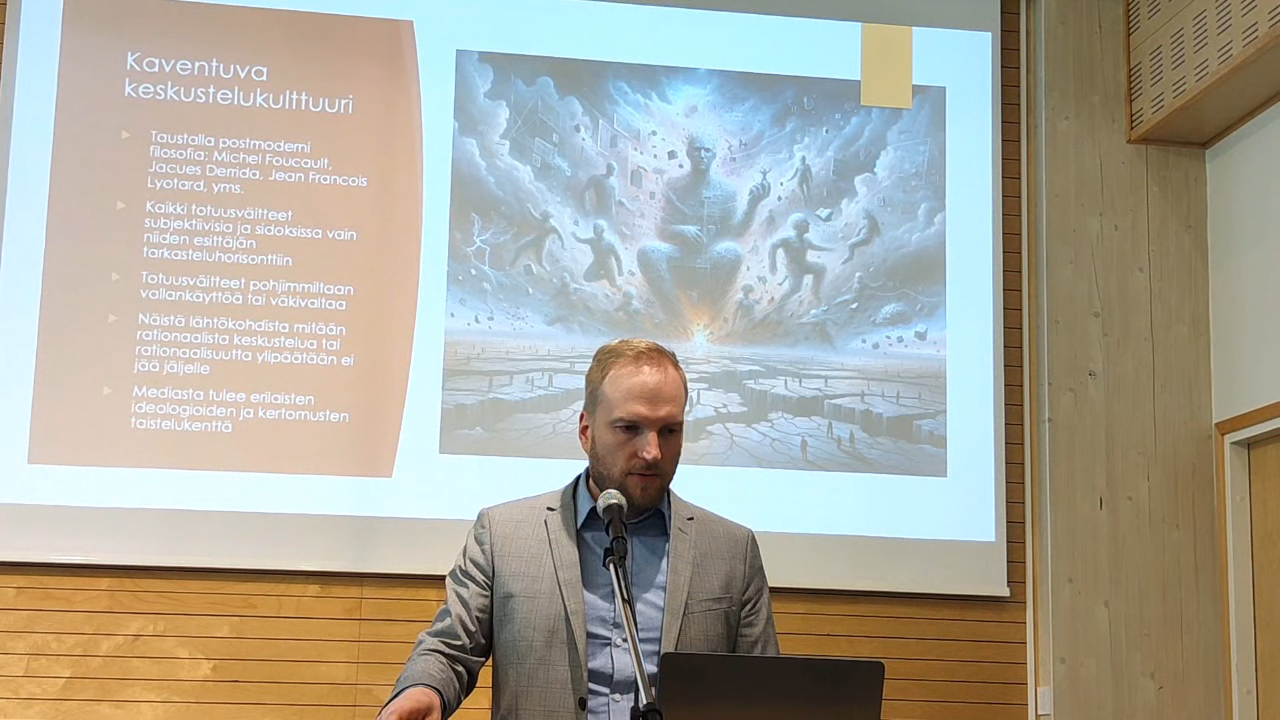 Kaventuva
keskustelukulttuuri
Taustalla postmoderni
filosofia: Michel Foucault,
Jacues Derrida, Jean Francois
Lyotard, yms.
Kaikki totuusväitteet
subjektiivisia ja sidoksissa vain
niiden esittäjän
tarkasteluhorisonttiin
Totuusväitteet pohjimmiltaan
vallankäyttöä tai väkivaltaa
Näistä lähtökohdista mitään
rationaalista keskustelua tai
rationaalisuutta ylipäätään ei
jää jäljelle
Mediasta tulee erilaisten
ideologioiden ja kertomusten
taistelukenttä